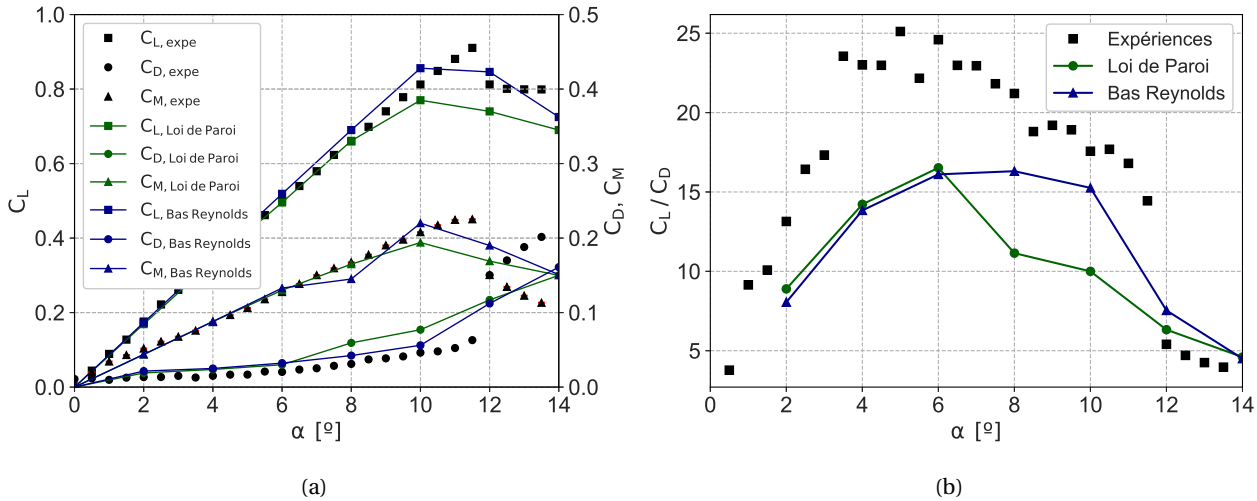 1.0
0.8
0.6
0.4
0.2
0.0
C_L
0 2 4 6 8 10 12 14
α [º]
0.5
0.4
0.3
0.2
0.1
0.0
C_D, C_M
C_L, expe
C_D, expe
C_M, expe
C_L, Loi de Paroi
C_D, Loi de Paroi
C_M, Loi de Paroi
C_L, Bas Reynolds
C_D, Bas Reynolds
C_M, Bas Reynolds
(a)
25
20
15
10
5
C_L / C_D
0 2 4 6 8 10 12 14
α [º]
Expériences
Loi de Paroi
Bas Reynolds
(b)